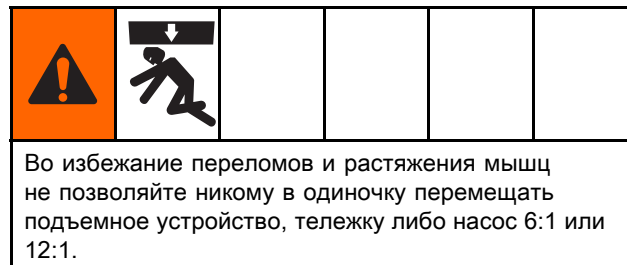 Во избежание переломов и растяжения мышц
не позволяйте никому в одиночку перемещать
подъемное устройство, тележку либо насос 6:1 или
12:1.